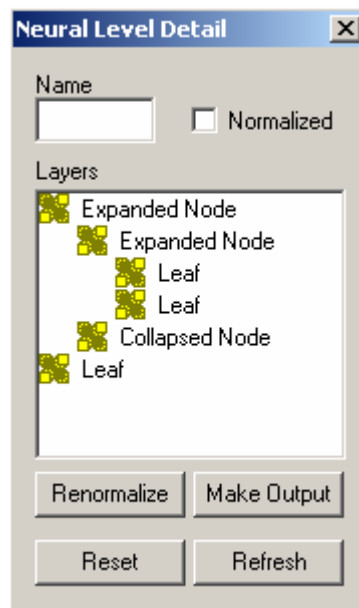 Neural Level Detail
Name
Normalized
Layers
Expanded Node
Expanded Node
Leaf
Leaf
Collapsed Node
Leaf
Renormalize Make Output
Reset Refresh